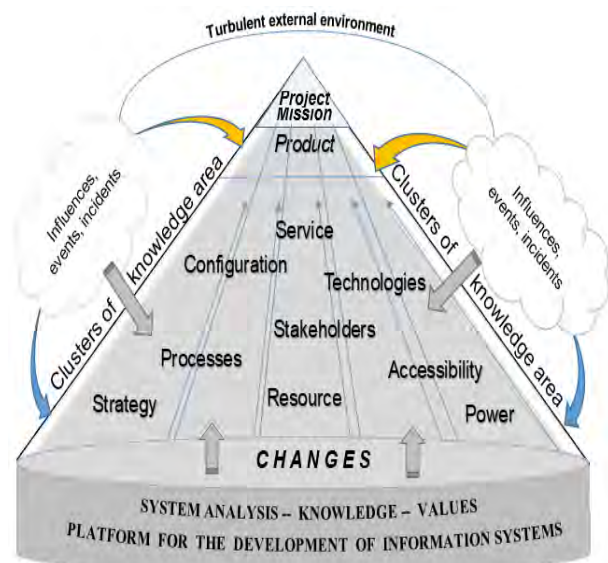 Turbulent external environment
Project
Mission
Product
Influences,
events, incidents
Clusters of knowledge area
Clusters of knowledge area
Influences,
events, incidents
Service
Configuration
Technologies
Stakeholders
Processes
Accessibility
Strategy
Resource
Power
CHANGES
SYSTEM ANALYSIS – KNOWLEDGE – VALUES
PLATFORM FOR THE DEVELOPMENT OF INFORMATION SYSTEMS